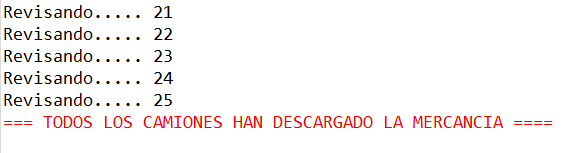 Revisando..... 21
Revisando..... 22
Revisando..... 23
Revisando..... 24
Revisando..... 25
=== TODOS LOS CAMIONES HAN DESCARGADO LA MERCANCIA ====